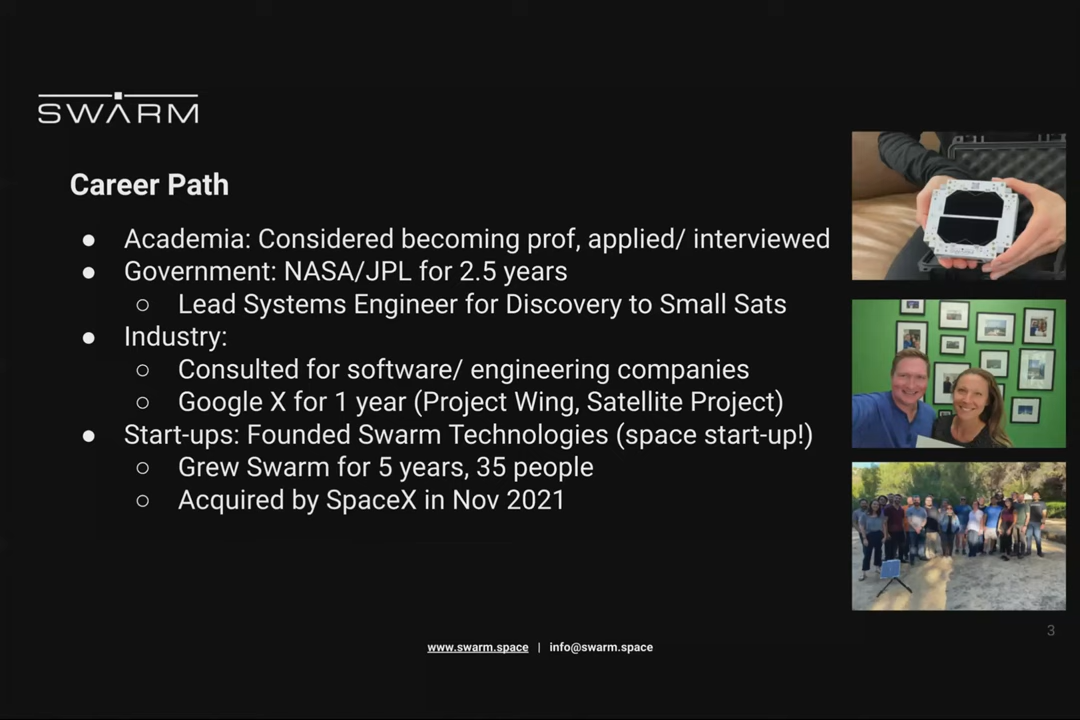 SWARM
Career Path
● Academia: Considered becoming prof, applied/ interviewed
● Government: NASA/JPL for 2.5 years
○ Lead Systems Engineer for Discovery to Small Sats
● Industry:
○ Consulted for software/ engineering companies
○ Google X for 1 year (Project Wing, Satellite Project)
● Start-ups: Founded Swarm Technologies (space start-up!)
○ Grew Swarm for 5 years, 35 people
○ Acquired by SpaceX in Nov 2021
3
www.swarm.space | info@swarm.space